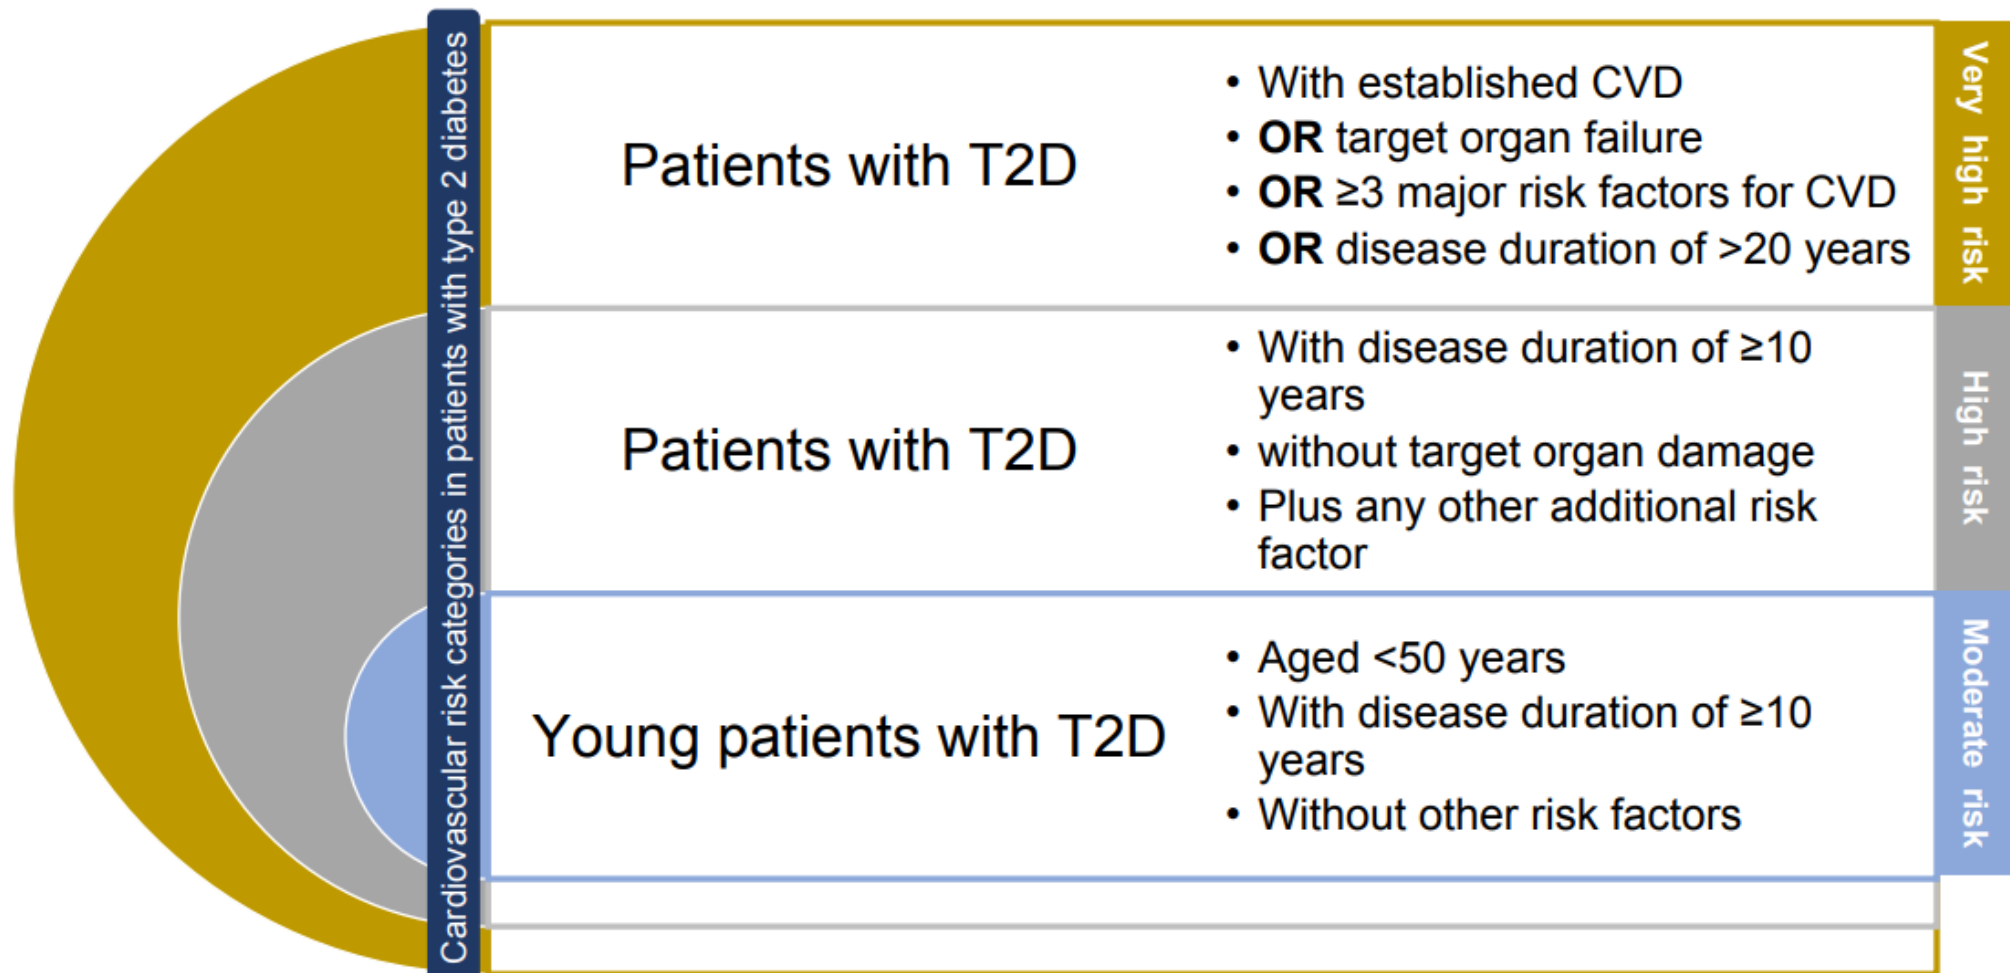 Cardiovascular risk categories in patients with type 2 diabetes
Patients with T2D
• With established CVD
• OR target organ failure
• OR ≥3 major risk factors for CVD
• OR disease duration of >20 years
Very high risk
Patients with T2D
• With disease duration of ≥10
years
• without target organ damage
• Plus any other additional risk
factor
High risk
Young patients with T2D
• Aged <50 years
• With disease duration of ≥10
years
• Without other risk factors
Moderate risk